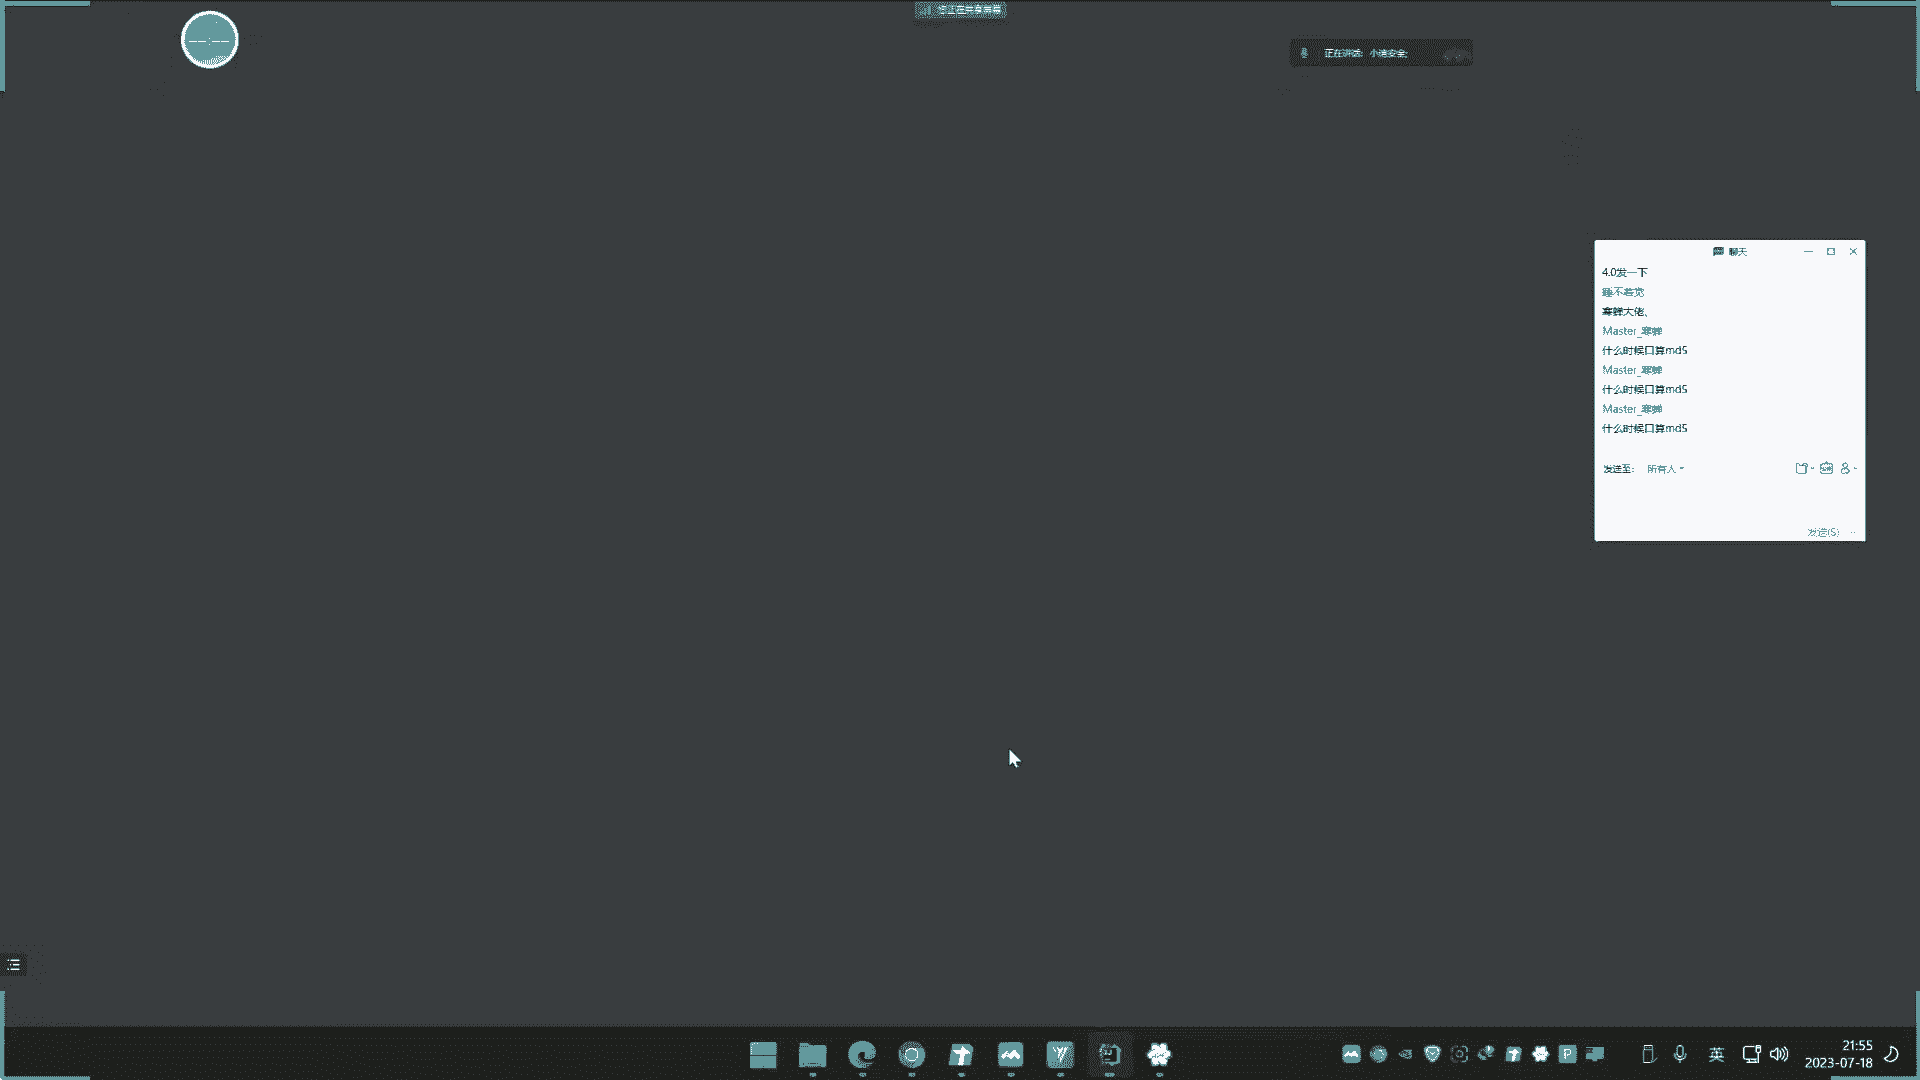 您正在共享屏幕
正在讲话: 小迪安全;
聊天
4.0发一下
睡不着觉
寒蝉大佬、
Master_寒蝉
什么时候口算md5
Master_寒蝉
什么时候口算md5
Master_寒蝉
什么时候口算md5
发送至: 所有人
发送(S)
英
21:55
2023-07-18